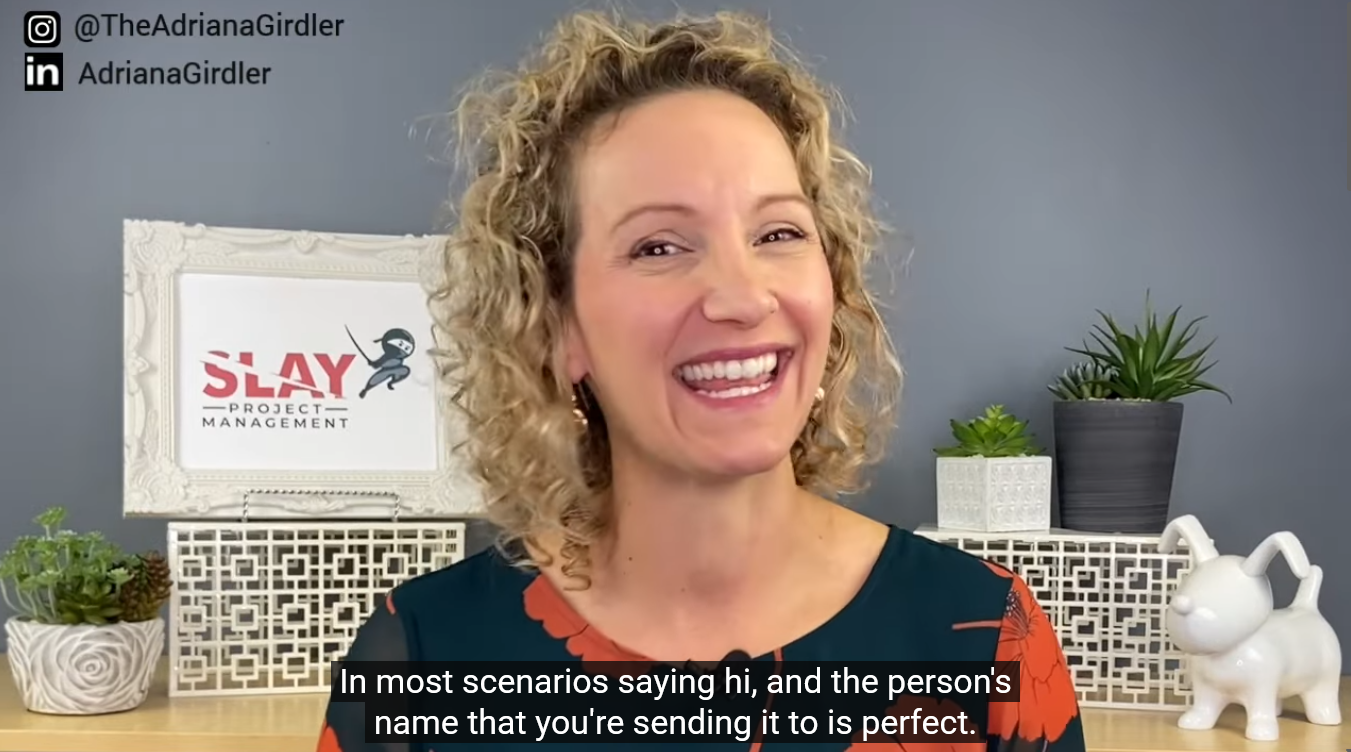 @TheAdrianaGirdler
in AdrianaGirdler
SLAY
PROJECT
MANAGEMENT
In most scenarios saying hi, and the person's
name that you're sending it to is perfect.